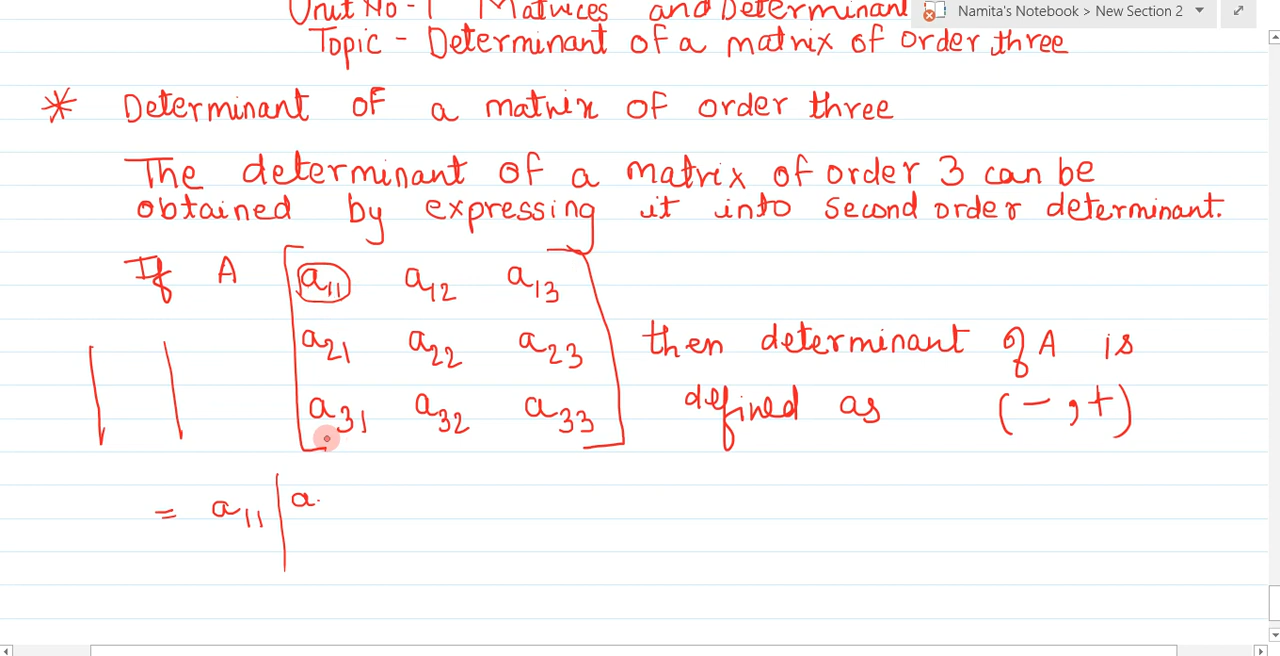 Unit No - 1 Matrices and Determinant
Namita's Notebook > New Section 2
Topic - Determinant of a matrix of order three
* Determinant of a matrix of order three
The determinant of a matrix of order 3 can be
obtained by expressing it into second order determinant.
If A [a11 a12 a13
a21 a22 a23 then determinant of A is
a31 a32 a33] defined as (-, +)
= a11 | a